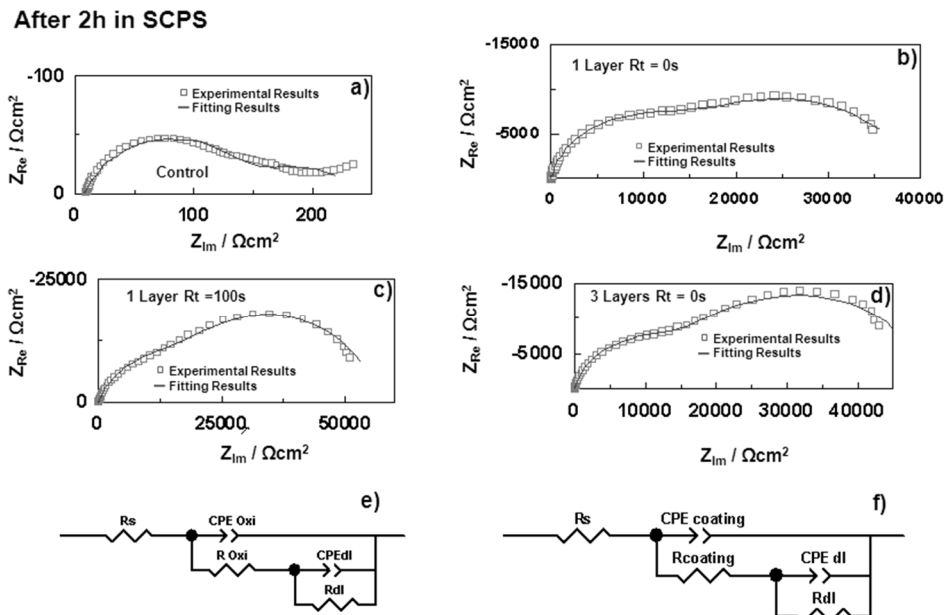 After 2h in SCPS
-100
a)
Experimental Results
Fitting Results
Z_Re / Ωcm²
Control
0
0 100 200
Z_Im / Ωcm²
-15000
b)
1 Layer Rt = 0s
Z_Re / Ωcm²
-5000
Experimental Results
Fitting Results
0
0 10000 20000 30000 40000
Z_Im / Ωcm²
-25000
c)
1 Layer Rt =100s
Z_Re / Ωcm²
Experimental Results
Fitting Results
0
0 25000 50000
Z_Im / Ωcm²
-15000
d)
3 Layers Rt = 0s
Z_Re / Ωcm²
-5000
Experimental Results
Fitting Results
0 10000 20000 30000 40000
Z_Im / Ωcm²
e)
Rs
CPE Oxi
R Oxi
CPEdl
Rdl
f)
Rs
CPE coating
Rcoating
CPE dl
Rdl